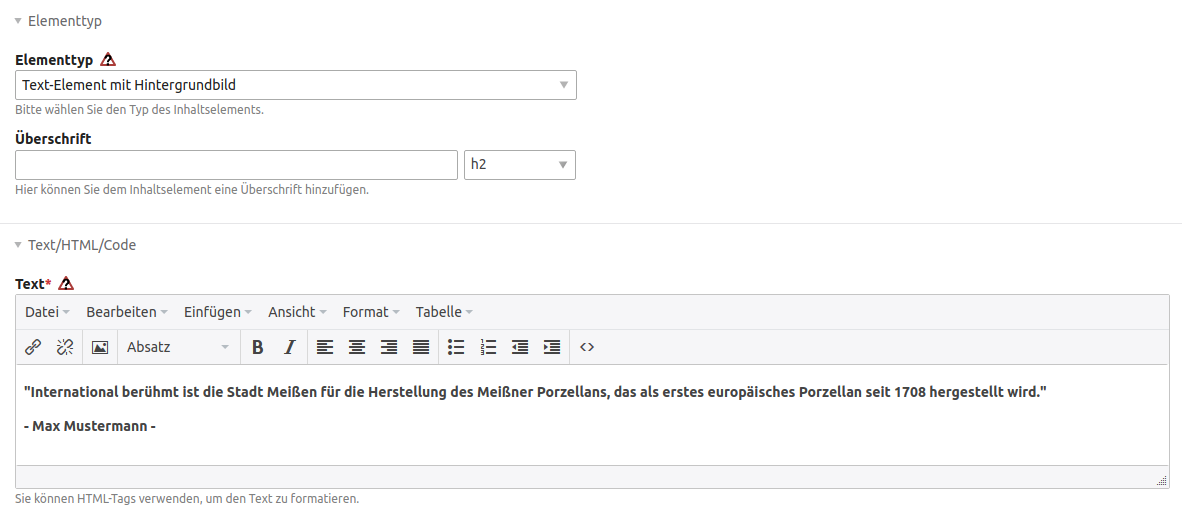 Elementtyp
Elementtyp
Text-Element mit Hintergrundbild
Bitte wählen Sie den Typ des Inhaltselements.
Überschrift
h2
Hier können Sie dem Inhaltselement eine Überschrift hinzufügen.
Text/HTML/Code
Text*
Datei Bearbeiten Einfügen Ansicht Format Tabelle
Absatz B I
"International berühmt ist die Stadt Meißen für die Herstellung des Meißner Porzellans, das als erstes europäisches Porzellan seit 1708 hergestellt wird."
- Max Mustermann -
Sie können HTML-Tags verwenden, um den Text zu formatieren.